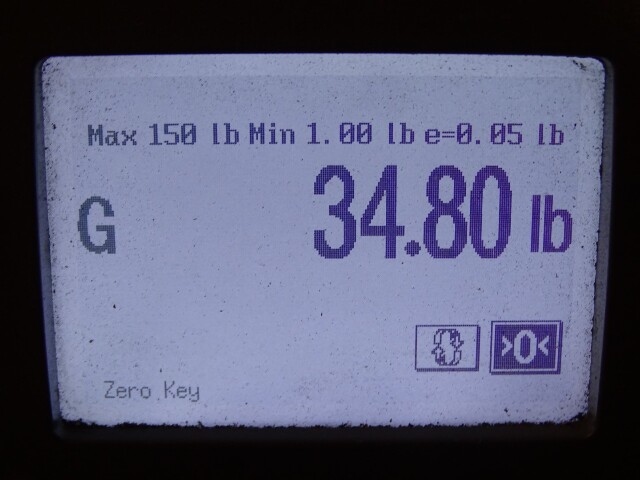 Max 150 lb Min 1.00 lb e=0.05 lb
G 34.80 lb
>0<
Zero Key